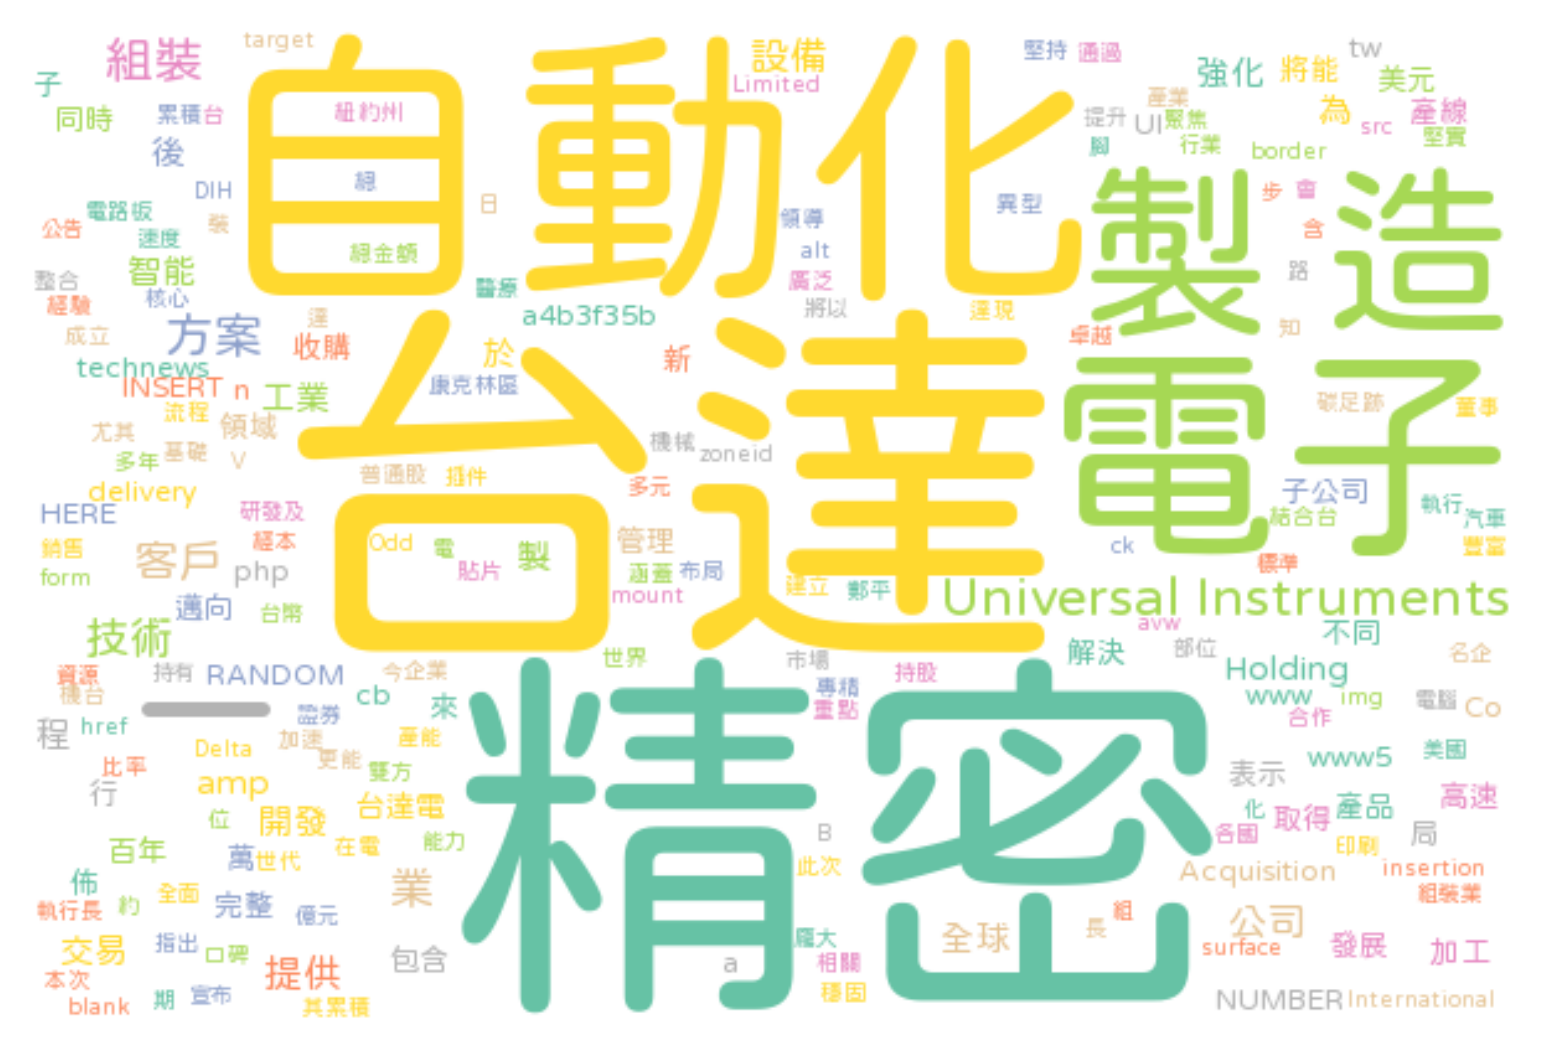 target
組裝
自動化
設備
堅持
通過
tw
Limited
強化
將能
美元
子
同時
累積台
紐約州
產業
為
產線
提升
UI
聚焦
src
堅實
後
腳
行業
border
DIH
總
製造
步
會
電路板
裝
日
領導
異型
含
公告
速度
總金額
alt
智能
整合
醫療
廣泛
路
核心
經驗
將以
達現
a4b3f35b
台達
達
知
方案
成立
收購
於
新
卓越
technews
康克林區
電子
INSERT
n
工業
碳足跡
董事
流程
領域
尤其
基礎
機械
zoneid
多年
V
普通股
插件
多元
delivery
子公司
執行
HERE
研發及
結合台
汽車
銷售
經本
Odd
電
製
管理
ck
豐富
客戶
php
貼片
涵蓋
布局
標準
form
mount
建立
鄭平
Universal Instruments
邁向
台幣
技術
avw
不同
世界
市場
解決
部位
名企
資源
持有
RANDOM
今企業
持股
Holding
機台
cb
來
精密
專精
www
img
電腦
證券
重點
合作
Co
程
href
加速
產能
Delta
更能
www5
美國
比率
雙方
表示
行
amp
台達電
化
取得
產品
高速
位
開發
能力
B
各國
局
百年
萬
世代
在電
印刷
此次
Acquisition
insertion
佈
業
組裝業
全面
約
執行長
完整
億元
組
公司
長
全球
交易
指出
口碑
龐大
surface
發展
加工
包含
a
相關
本次
提供
穩固
blank
期
宣布
其累積
NUMBER
International